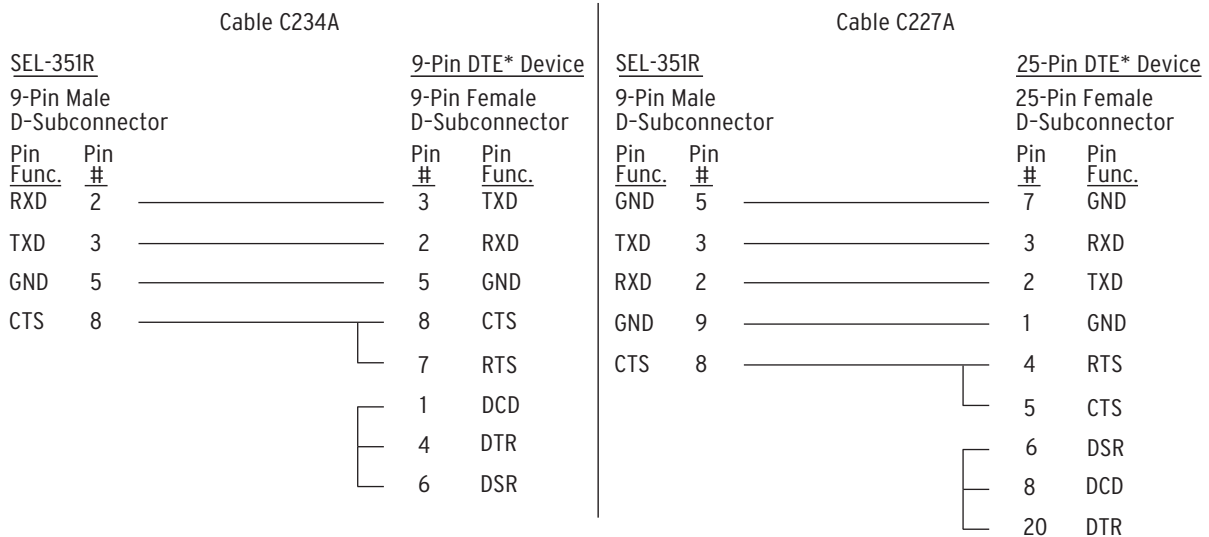 Cable C234A
SEL-351R 9-Pin DTE* Device
9-Pin Male 9-Pin Female
D-Subconnector D-Subconnector
Pin Pin Pin Pin
Func. # # Func.
RXD 2 3 TXD
TXD 3 2 RXD
GND 5 5 GND
CTS 8 8 CTS
7 RTS
1 DCD
4 DTR
6 DSR
Cable C227A
SEL-351R 25-Pin DTE* Device
9-Pin Male 25-Pin Female
D-Subconnector D-Subconnector
Pin Pin Pin Pin
Func. # # Func.
GND 5 7 GND
TXD 3 3 RXD
RXD 2 2 TXD
GND 9 1 GND
CTS 8 4 RTS
5 CTS
6 DSR
8 DCD
20 DTR